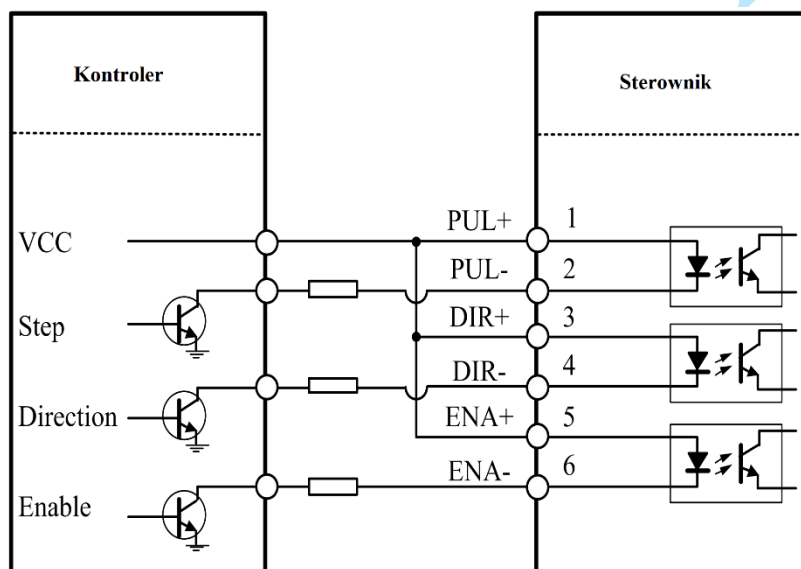 Kontroler
Sterownik
VCC
PUL+ 1
PUL- 2
Step
DIR+ 3
DIR- 4
Direction
ENA+ 5
ENA- 6
Enable